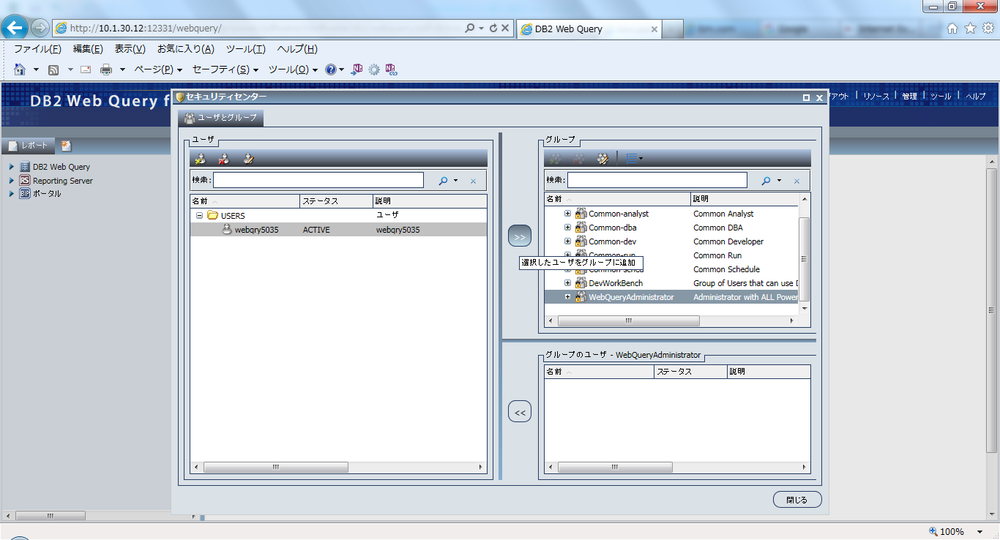 http://10.1.30.12:12331/webquery/
DB2 Web Query
ファイル(F) 編集(E) 表示(V) お気に入り(A) ツール(T) ヘルプ(H)
ページ(P) セーフティ(S) ツール(O)
DB2 Web Query f
アウト リソース 管理 ツール ヘルプ
セキュリティセンター
ユーザとグループ
レポート
DB2 Web Query
Reporting Server
ポータル
ユーザ
検索:
名前 ステータス 説明
USERS ユーザ
webqry5035 ACTIVE webqry5035
>>
選択したユーザをグループに追加
<<
グループ
検索:
名前 説明
Common-analyst Common Analyst
Common-dba Common DBA
Common-dev Common Developer
Common-run Common Run
Common-sched Common Schedule
DevWorkBench Group of Users that can use
WebQueryAdministrator Administrator with ALL Power
グループのユーザ - WebQueryAdministrator
名前 ステータス 説明
閉じる
100%